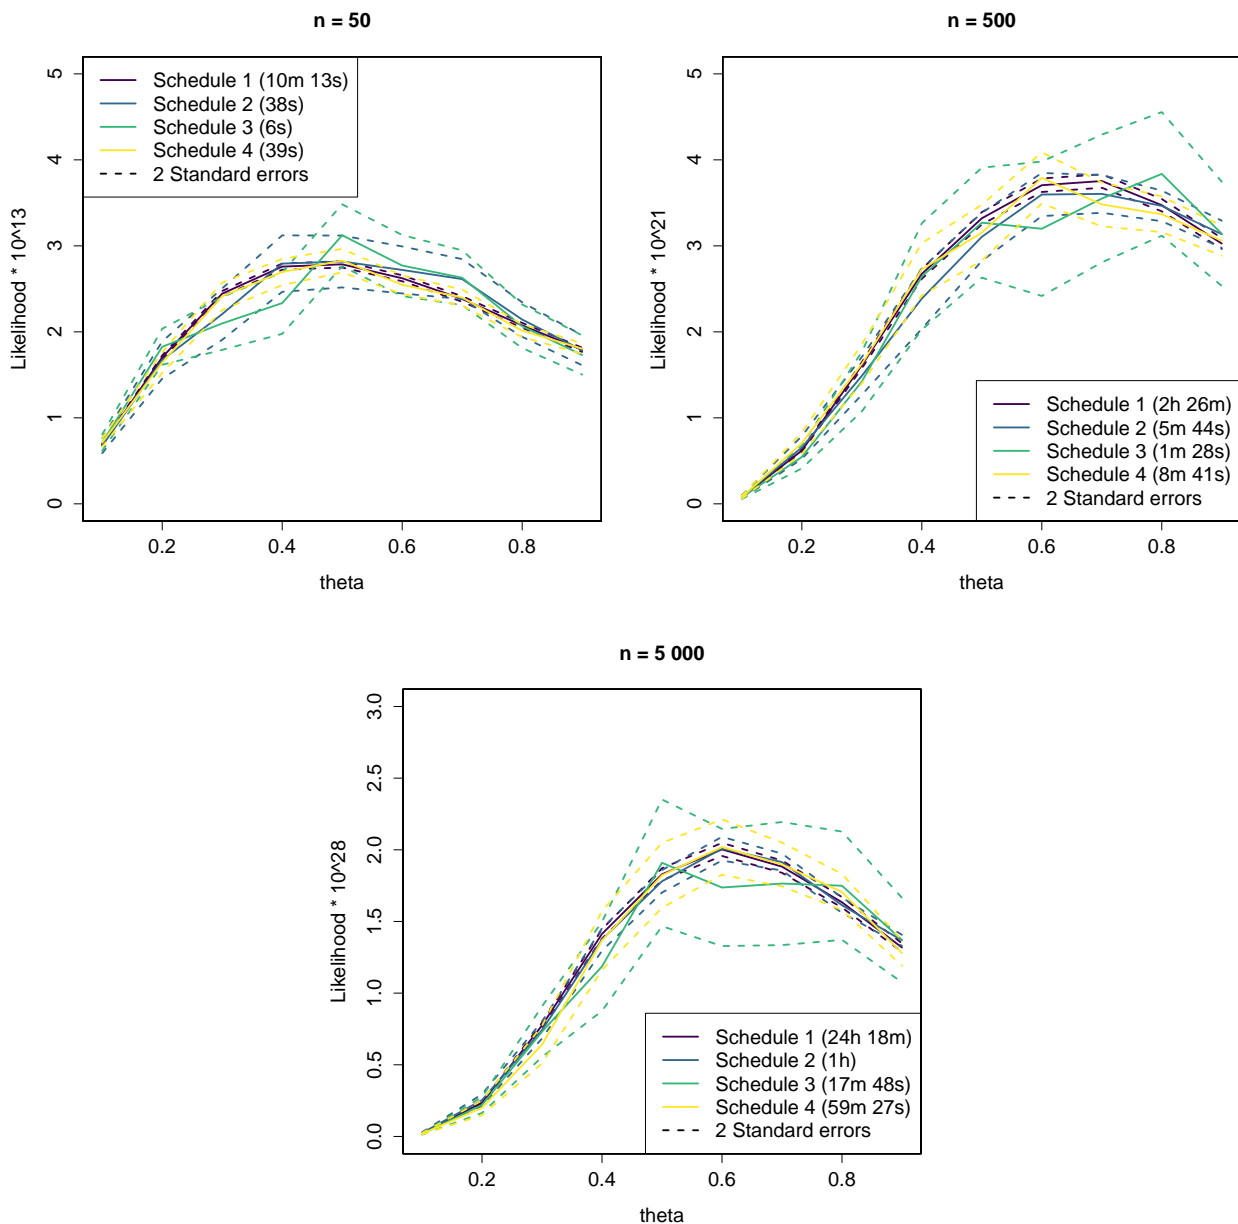 n = 50
Likelihood * 10^13
5
4
3
2
1
0
Schedule 1 (10m 13s)
Schedule 2 (38s)
Schedule 3 (6s)
Schedule 4 (39s)
2 Standard errors
0.2 0.4 0.6 0.8
theta
n = 500
Likelihood * 10^21
5
4
3
2
1
0
Schedule 1 (2h 26m)
Schedule 2 (5m 44s)
Schedule 3 (1m 28s)
Schedule 4 (8m 41s)
2 Standard errors
0.2 0.4 0.6 0.8
theta
n = 5 000
Likelihood * 10^28
3.0
2.5
2.0
1.5
1.0
0.5
0.0
Schedule 1 (24h 18m)
Schedule 2 (1h)
Schedule 3 (17m 48s)
Schedule 4 (59m 27s)
2 Standard errors
0.2 0.4 0.6 0.8
theta